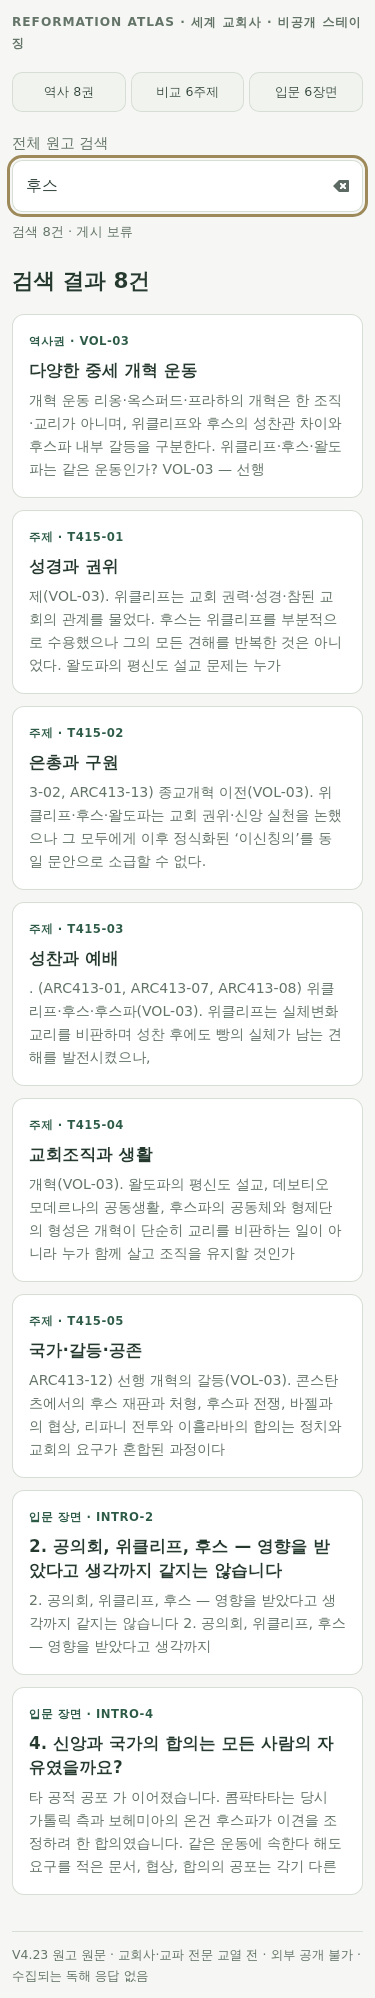 REFORMATION ATLAS · 세계 교회사 · 비공개 스테이
징
역사 8권
비교 6주제
입문 6장면
전체 원고 검색
후스
검색 8건 · 게시 보류
검색 결과 8건
역사권 · VOL-03
다양한 중세 개혁 운동
개혁 운동 리옹·옥스퍼드·프라하의 개혁은 한 조직
·교리가 아니며, 위클리프와 후스의 성찬관 차이와
후스파 내부 갈등을 구분한다. 위클리프·후스·왈도
파는 같은 운동인가? VOL-03 — 선행
주제 · T415-01
성경과 권위
제(VOL-03). 위클리프는 교회 권력·성경·참된 교
회의 관계를 물었다. 후스는 위클리프를 부분적으
로 수용했으나 그의 모든 견해를 반복한 것은 아니
었다. 왈도파의 평신도 설교 문제는 누가
주제 · T415-02
은총과 구원
3-02, ARC413-13) 종교개혁 이전(VOL-03). 위
클리프·후스·왈도파는 교회 권위·신앙 실천을 논했
으나 그 모두에게 이후 정식화된 ‘이신칭의’를 동
일 문안으로 소급할 수 없다.
주제 · T415-03
성찬과 예배
. (ARC413-01, ARC413-07, ARC413-08) 위클
리프·후스·후스파(VOL-03). 위클리프는 실체변화
교리를 비판하며 성찬 후에도 빵의 실체가 남는 견
해를 발전시켰으나,
주제 · T415-04
교회조직과 생활
개혁(VOL-03). 왈도파의 평신도 설교, 데보티오
모데르나의 공동생활, 후스파의 공동체와 형제단
의 형성은 개혁이 단순히 교리를 비판하는 일이 아
니라 누가 함께 살고 조직을 유지할 것인가
주제 · T415-05
국가·갈등·공존
ARC413-12) 선행 개혁의 갈등(VOL-03). 콘스탄
츠에서의 후스 재판과 처형, 후스파 전쟁, 바젤과
의 협상, 리파니 전투와 이흘라바의 합의는 정치와
교회의 요구가 혼합된 과정이다
입문 장면 · INTRO-2
2. 공의회, 위클리프, 후스 — 영향을 받
았다고 생각까지 같지는 않습니다
2. 공의회, 위클리프, 후스 — 영향을 받았다고 생
각까지 같지는 않습니다 2. 공의회, 위클리프, 후스
— 영향을 받았다고 생각까지
입문 장면 · INTRO-4
4. 신앙과 국가의 합의는 모든 사람의 자
유였을까요?
타 공적 공포 가 이어졌습니다. 콤팍타타는 당시
가톨릭 측과 보헤미아의 온건 후스파가 이견을 조
정하려 한 합의였습니다. 같은 운동에 속한다 해도
요구를 적은 문서, 협상, 합의의 공포는 각기 다른
V4.23 원고 원문 · 교회사·교파 전문 교열 전 · 외부 공개 불가 ·
수집되는 독해 응답 없음